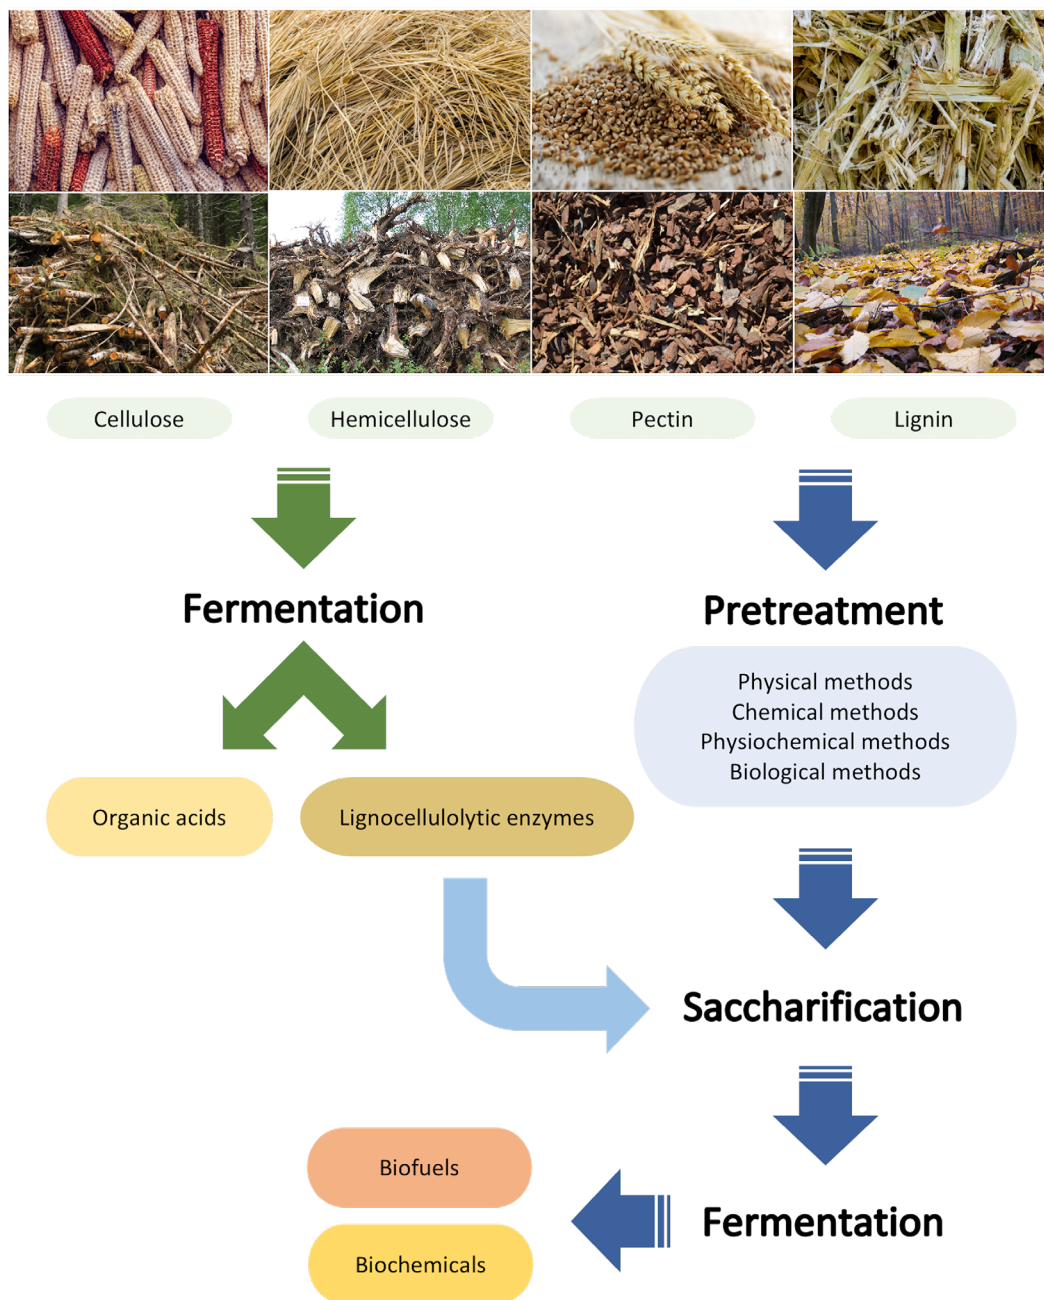 Cellulose
Hemicellulose
Pectin
Lignin
Fermentation
Pretreatment
Physical methods
Chemical methods
Physiochemical methods
Biological methods
Organic acids
Lignocellulolytic enzymes
Saccharification
Biofuels
Fermentation
Biochemicals